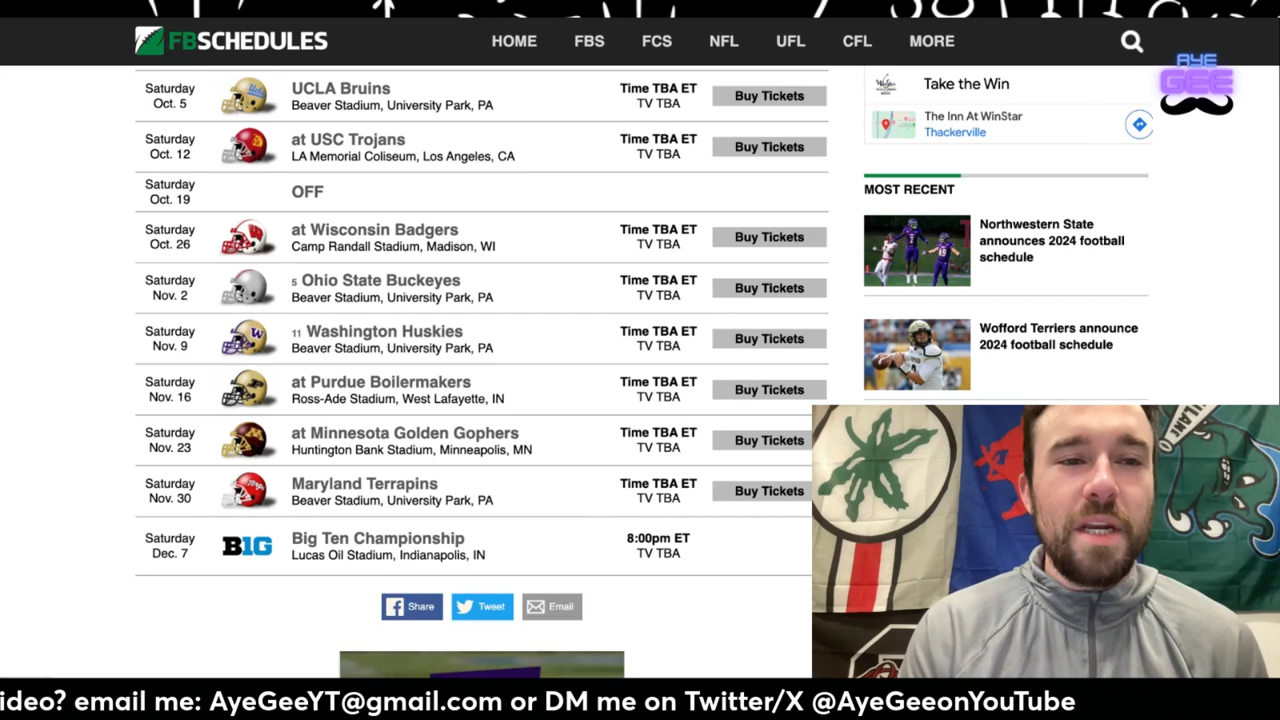 FBSCHEDULES
HOME FBS FCS NFL UFL CFL MORE
AYE
GEE
Saturday
Oct. 5
UCLA Bruins
Beaver Stadium, University Park, PA
Time TBA ET
TV TBA
Buy Tickets
Saturday
Oct. 12
at USC Trojans
LA Memorial Coliseum, Los Angeles, CA
Time TBA ET
TV TBA
Buy Tickets
Saturday
Oct. 19
OFF
Saturday
Oct. 26
at Wisconsin Badgers
Camp Randall Stadium, Madison, WI
Time TBA ET
TV TBA
Buy Tickets
Saturday
Nov. 2
5 Ohio State Buckeyes
Beaver Stadium, University Park, PA
Time TBA ET
TV TBA
Buy Tickets
Saturday
Nov. 9
11 Washington Huskies
Beaver Stadium, University Park, PA
Time TBA ET
TV TBA
Buy Tickets
Saturday
Nov. 16
at Purdue Boilermakers
Ross-Ade Stadium, West Lafayette, IN
Time TBA ET
TV TBA
Buy Tickets
Saturday
Nov. 23
at Minnesota Golden Gophers
Huntington Bank Stadium, Minneapolis, MN
Time TBA ET
TV TBA
Buy Tickets
Saturday
Nov. 30
Maryland Terrapins
Beaver Stadium, University Park, PA
Time TBA ET
TV TBA
Buy Tickets
Saturday
Dec. 7
B1G
Big Ten Championship
Lucas Oil Stadium, Indianapolis, IN
8:00pm ET
TV TBA
Share
Tweet
Email
Take the Win
The Inn At WinStar
Thackerville
MOST RECENT
Northwestern State
announces 2024 football
schedule
Wofford Terriers announce
2024 football schedule
ideo? email me: AyeGeeYT@gmail.com or DM me on Twitter/X @AyeGeeonYouTube